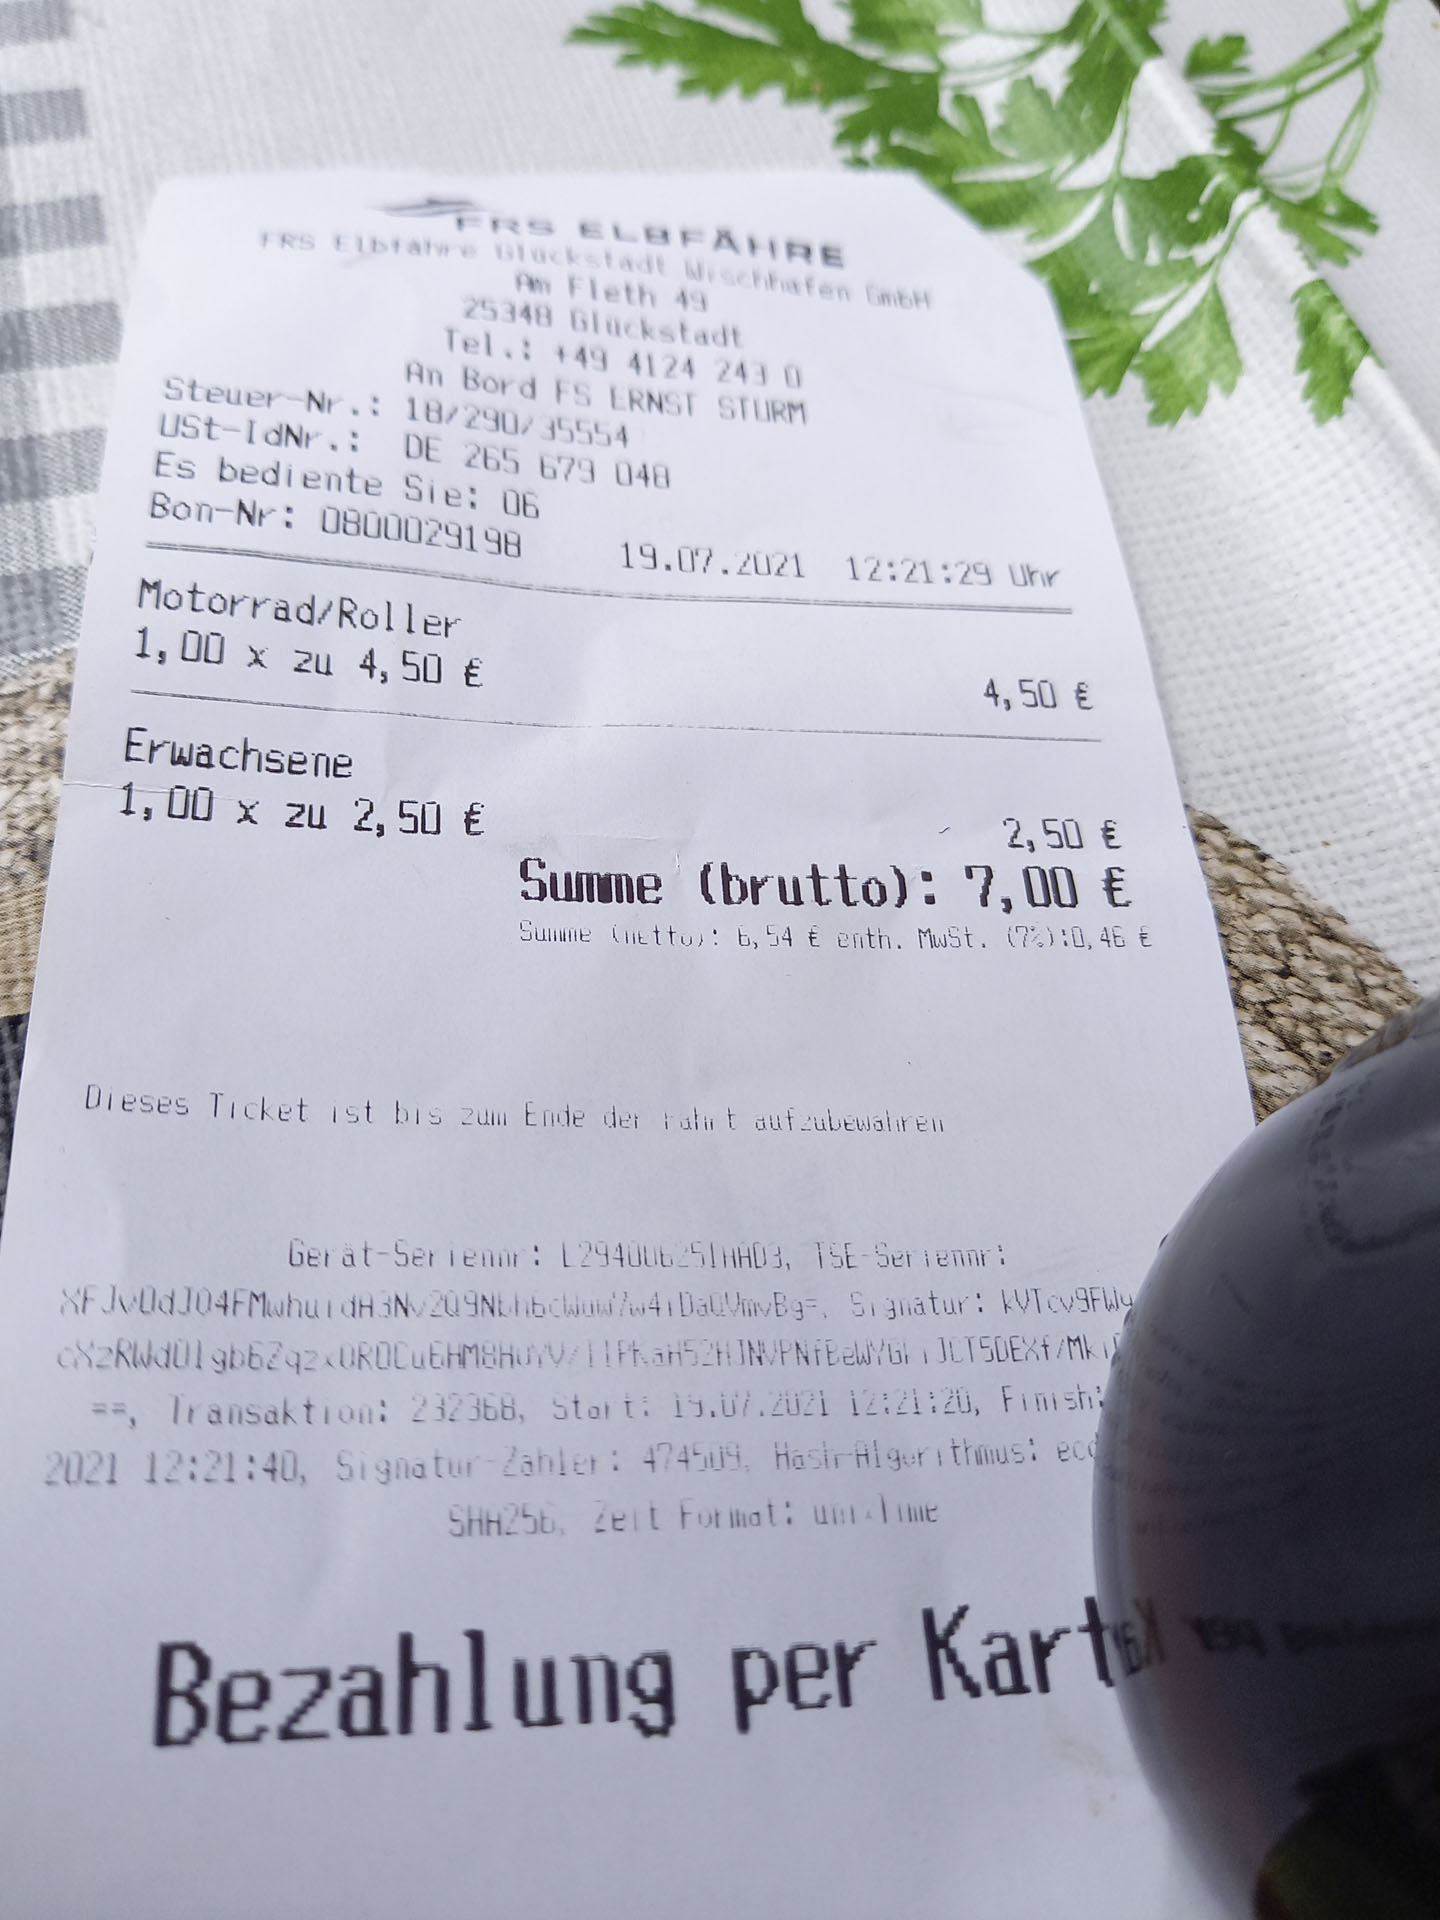 FRS ELBFÄHRE
FRS Elbfähre Glückstadt Wischhafen GmbH
Am Fleth 49
25348 Glückstadt
Tel.: +49 4124 243 0
An Bord FS ERNST STURM
Steuer-Nr.: 18/290/35554
USt-IdNr.: DE 265 679 048
Es bediente Sie: 06
Bon-Nr: 0800029198 19.07.2021 12:21:29 Uhr
Motorrad/Roller
1,00 x zu 4,50 €
4,50 €
Erwachsene
1,00 x zu 2,50 €
2,50 €
Summe (brutto): 7,00 €
Summe (netto): 6,54 € enth. MwSt. (7%):0,46 €
Dieses Ticket ist bis zum Ende der Fahrt aufzubewahren
Gerät-Seriennr: TSE-Seriennr:
Signatur:
==, Transaktion: 232368, Start: 19.07.2021 12:21:20, Finish:
2021 12:21:40, Signatur-Zähler: 474509, Hash-Algorithmus:
SHA256, Zeit Format: unixTime
Bezahlung per Kart